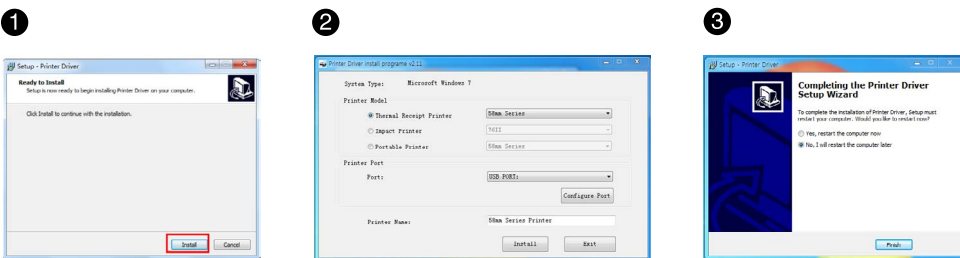 1
2
3
Setup - Printer Driver
Ready to Install
Setup is now ready to begin installing Printer Driver on your computer.
Click Install to continue with the installation.
Install
Cancel
Printer Driver install programe v2.11
System Type: Microsoft Windows 7
Printer Model
Thermal Receipt Printer
58mm Series
Impact Printer
76II
Portable Printer
58mm Series
Printer Port
Port:
USB PORT:
Configure Port
Printer Name:
58mm Series Printer
Install
Exit
Setup - Printer Driver
Completing the Printer Driver
Setup Wizard
To complete the installation of Printer Driver, Setup must
restart your computer. Would you like to restart now?
Yes, restart the computer now
No, I will restart the computer later
Finish